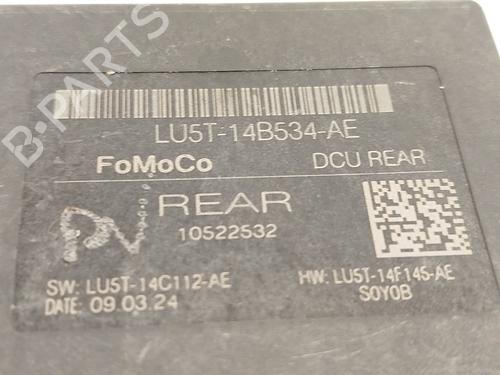 LU5T-14B534-AE
FoMoCo DCU REAR
REAR
10522532
SW: LU5T-14C112-AE HW: LU5T-14F145-AE
DATE: 09.03.24 S0Y0B
B-PARTS